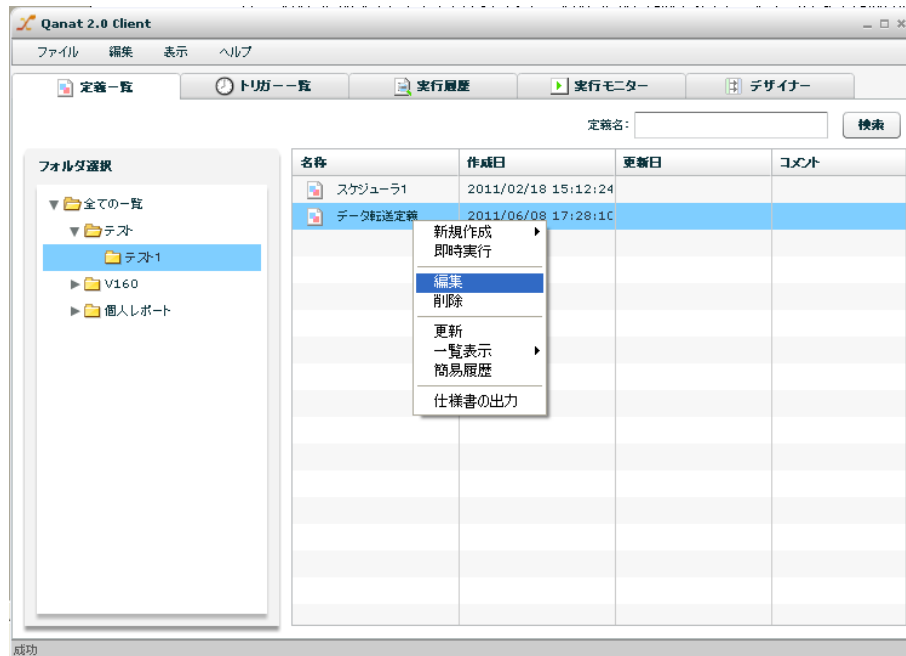 Qanat 2.0 Client
ファイル 編集 表示 ヘルプ
定義一覧 トリガー一覧 実行履歴 実行モニター デザイナー
定義名: 検索
フォルダ選択
全ての一覧
テスト
テスト1
V160
個人レポート
名称 作成日 更新日 コメント
スケジューラ1 2011/02/18 15:12:24
データ転送定義 2011/06/08 17:28:10
新規作成
即時実行
編集
削除
更新
一覧表示
簡易履歴
仕様書の出力
成功